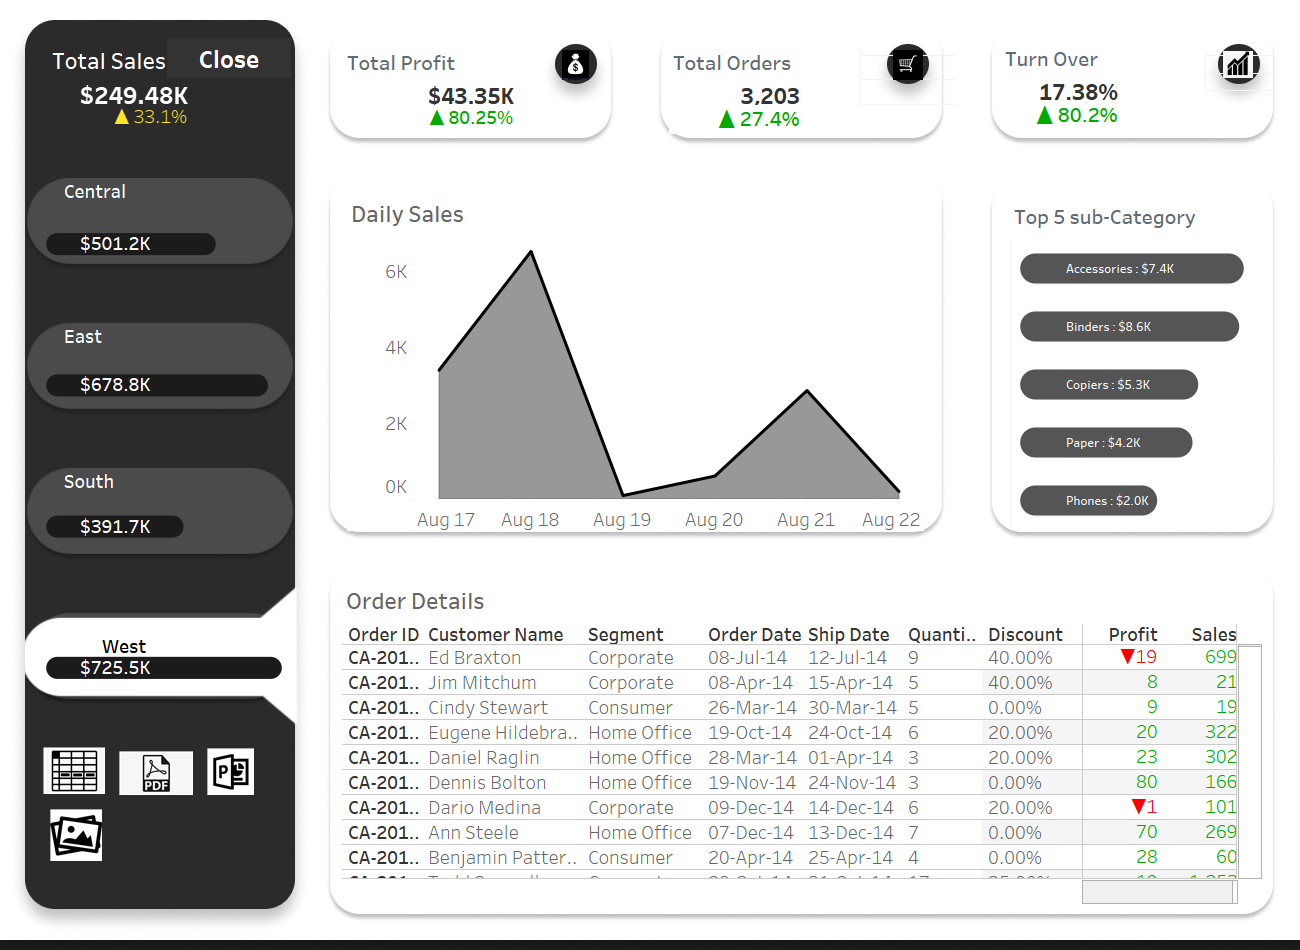 Total Sales
Close
$249.48K
▲ 33.1%
Central
$501.2K
East
$678.8K
South
$391.7K
West
$725.5K
PDF
P
Total Profit
$
$43.35K
▲ 80.25%
Total Orders
3,203
▲ 27.4%
Turn Over
17.38%
▲ 80.2%
Daily Sales
6K
4K
2K
0K
Aug 17 Aug 18 Aug 19 Aug 20 Aug 21 Aug 22
Top 5 sub-Category
Accessories : $7.4K
Binders : $8.6K
Copiers : $5.3K
Paper : $4.2K
Phones : $2.0K
Order Details
Order ID Customer Name Segment Order Date Ship Date Quanti.. Discount Profit Sales
CA-201.. Ed Braxton Corporate 08-Jul-14 12-Jul-14 9 40.00% ▼19 699
CA-201.. Jim Mitchum Corporate 08-Apr-14 15-Apr-14 5 40.00% 8 21
CA-201.. Cindy Stewart Consumer 26-Mar-14 30-Mar-14 5 0.00% 9 19
CA-201.. Eugene Hildebra.. Home Office 19-Oct-14 24-Oct-14 6 20.00% 20 322
CA-201.. Daniel Raglin Home Office 28-Mar-14 01-Apr-14 3 20.00% 23 302
CA-201.. Dennis Bolton Home Office 19-Nov-14 24-Nov-14 3 0.00% 80 166
CA-201.. Dario Medina Corporate 09-Dec-14 14-Dec-14 6 20.00% ▼1 101
CA-201.. Ann Steele Home Office 07-Dec-14 13-Dec-14 7 0.00% 70 269
CA-201.. Benjamin Patter.. Consumer 20-Apr-14 25-Apr-14 4 0.00% 28 60